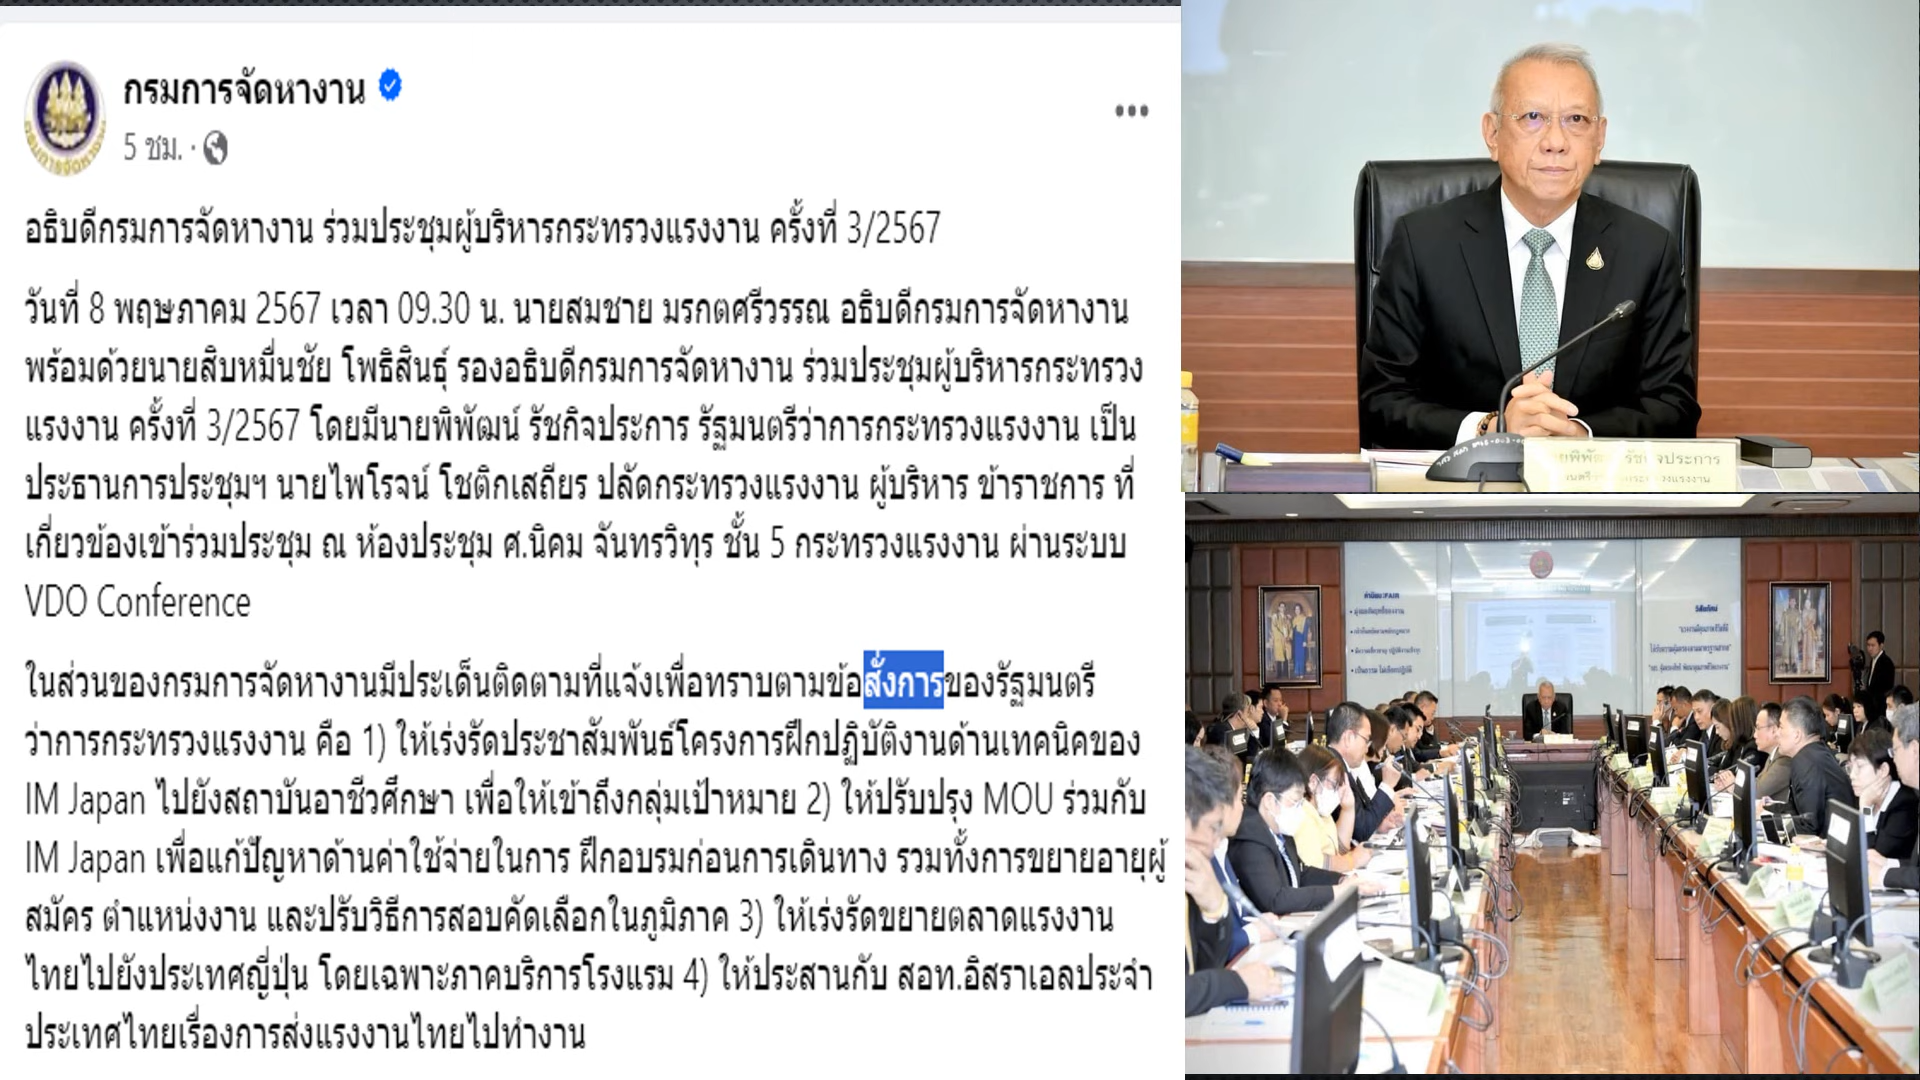 กรมการจัดหางาน
5 ชม. ·
อธิบดีกรมการจัดหางาน ร่วมประชุมผู้บริหารกระทรวงแรงงาน ครั้งที่ 3/2567
วันที่ 8 พฤษภาคม 2567 เวลา 09.30 น. นายสมชาย มรกตศรีวรรณ อธิบดีกรมการจัดหางาน
พร้อมด้วยนายสิบหมื่นชัย โพธิสินธุ์ รองอธิบดีกรมการจัดหางาน ร่วมประชุมผู้บริหารกระทรวง
แรงงาน ครั้งที่ 3/2567 โดยมีนายพิพัฒน์ รัชกิจประการ รัฐมนตรีว่าการกระทรวงแรงงาน เป็น
ประธานการประชุมฯ นายไพโรจน์ โชติกเสถียร ปลัดกระทรวงแรงงาน ผู้บริหาร ข้าราชการ ที่
เกี่ยวข้องเข้าร่วมประชุม ณ ห้องประชุม ศ.นิคม จันทรวิทุร ชั้น 5 กระทรวงแรงงาน ผ่านระบบ
VDO Conference
ในส่วนของกรมการจัดหางานมีประเด็นติดตามที่แจ้งเพื่อทราบตามข้อสั่งการของรัฐมนตรี
ว่าการกระทรวงแรงงาน คือ 1) ให้เร่งรัดประชาสัมพันธ์โครงการฝึกปฏิบัติงานด้านเทคนิคของ
IM Japan ไปยังสถาบันอาชีวศึกษา เพื่อให้เข้าถึงกลุ่มเป้าหมาย 2) ให้ปรับปรุง MOU ร่วมกับ
IM Japan เพื่อแก้ปัญหาด้านค่าใช้จ่ายในการ ฝึกอบรมก่อนการเดินทาง รวมทั้งการขยายอายุผู้
สมัคร ตำแหน่งงาน และปรับวิธีการสอบคัดเลือกในภูมิภาค 3) ให้เร่งรัดขยายตลาดแรงงาน
ไทยไปยังประเทศญี่ปุ่น โดยเฉพาะภาคบริการโรงแรม 4) ให้ประสานกับ สอท.อิสราเอลประจำ
ประเทศไทยเรื่องการส่งแรงงานไทยไปทำงาน
วิสัยทัศน์